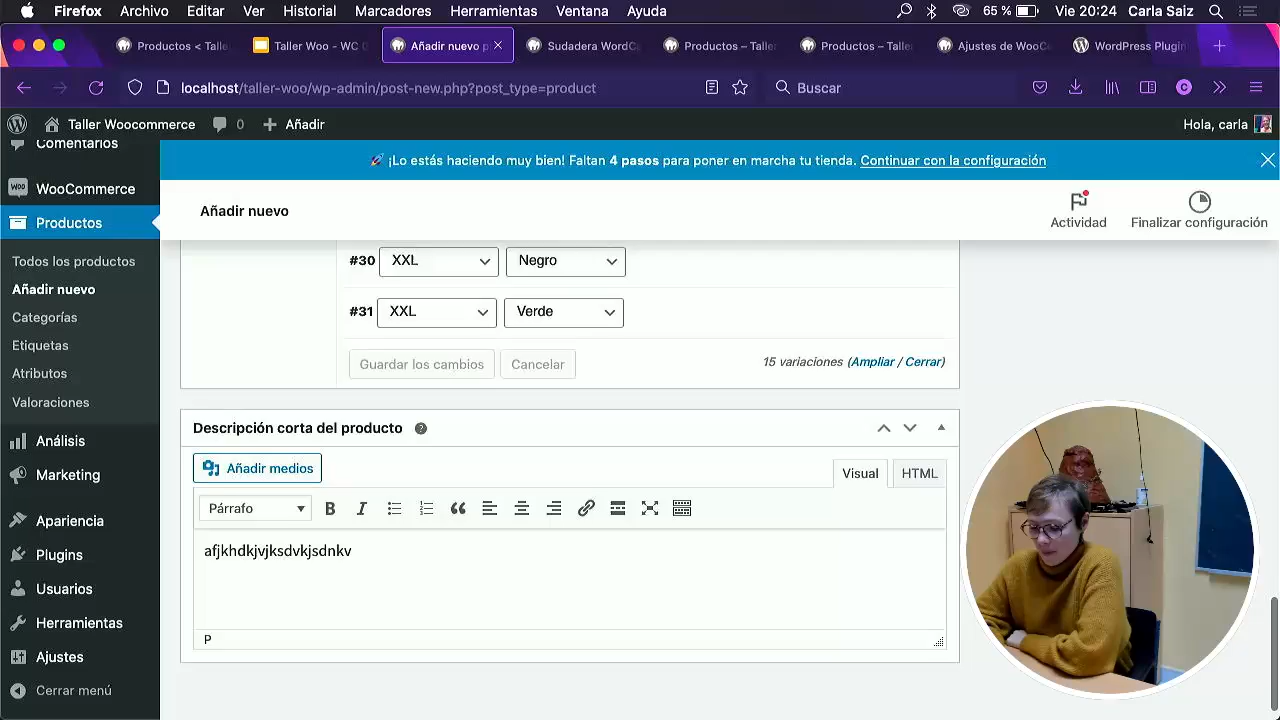 Firefox Archivo Editar Ver Historial Marcadores Herramientas Ventana Ayuda 65 % Vie 20:24 Carla Saiz
Productos < Talle Taller Woo - WC Añadir nuevo p Sudadera WordC Productos – Talle Productos – Talle Ajustes de WooC WordPress Plugin
localhost/taller-woo/wp-admin/post-new.php?post_type=product Buscar
Taller Woocommerce 0 Añadir Hola, carla
Comentarios
¡Lo estás haciendo muy bien! Faltan 4 pasos para poner en marcha tu tienda. Continuar con la configuración
WooCommerce
Productos
Añadir nuevo
Actividad
Finalizar configuración
Todos los productos
Añadir nuevo
Categorías
Etiquetas
Atributos
Valoraciones
Análisis
Marketing
Apariencia
Plugins
Usuarios
Herramientas
Ajustes
Cerrar menú
#30 XXL Negro
#31 XXL Verde
Guardar los cambios Cancelar 15 variaciones (Ampliar / Cerrar)
Descripción corta del producto
Añadir medios
Visual HTML
Párrafo
afjkhdkjvjksdvkjsdnkv
P